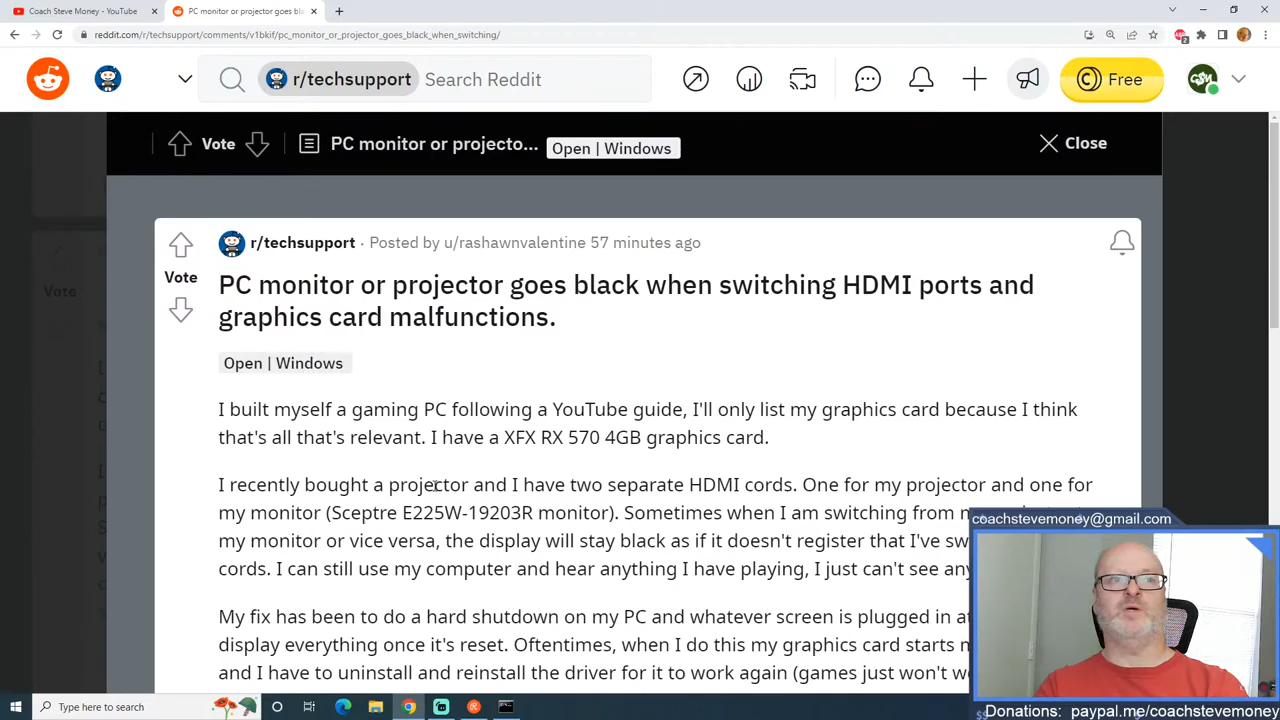 Coach Steve Money - YouTube
PC monitor or projector goes bla
reddit.com/r/techsupport/comments/v1bkif/pc_monitor_or_projector_goes_black_when_switching/
r/techsupport Search Reddit
Free
Vote
PC monitor or projecto...
Open | Windows
Close
r/techsupport · Posted by u/rashawnvalentine 57 minutes ago
Vote
Vote
PC monitor or projector goes black when switching HDMI ports and
graphics card malfunctions.
Open | Windows
I built myself a gaming PC following a YouTube guide, I'll only list my graphics card because I think
that's all that's relevant. I have a XFX RX 570 4GB graphics card.
I recently bought a projector and I have two separate HDMI cords. One for my projector and one for
my monitor (Sceptre E225W-19203R monitor). Sometimes when I am switching from
my monitor or vice versa, the display will stay black as if it doesn't register that I've sw
cords. I can still use my computer and hear anything I have playing, I just can't see any
My fix has been to do a hard shutdown on my PC and whatever screen is plugged in at
display everything once it's reset. Oftentimes, when I do this my graphics card starts m
and I have to uninstall and reinstall the driver for it to work again (games just won't w
coachstevemoney@gmail.com
Donations: paypal.me/coachstevemoney
Type here to search